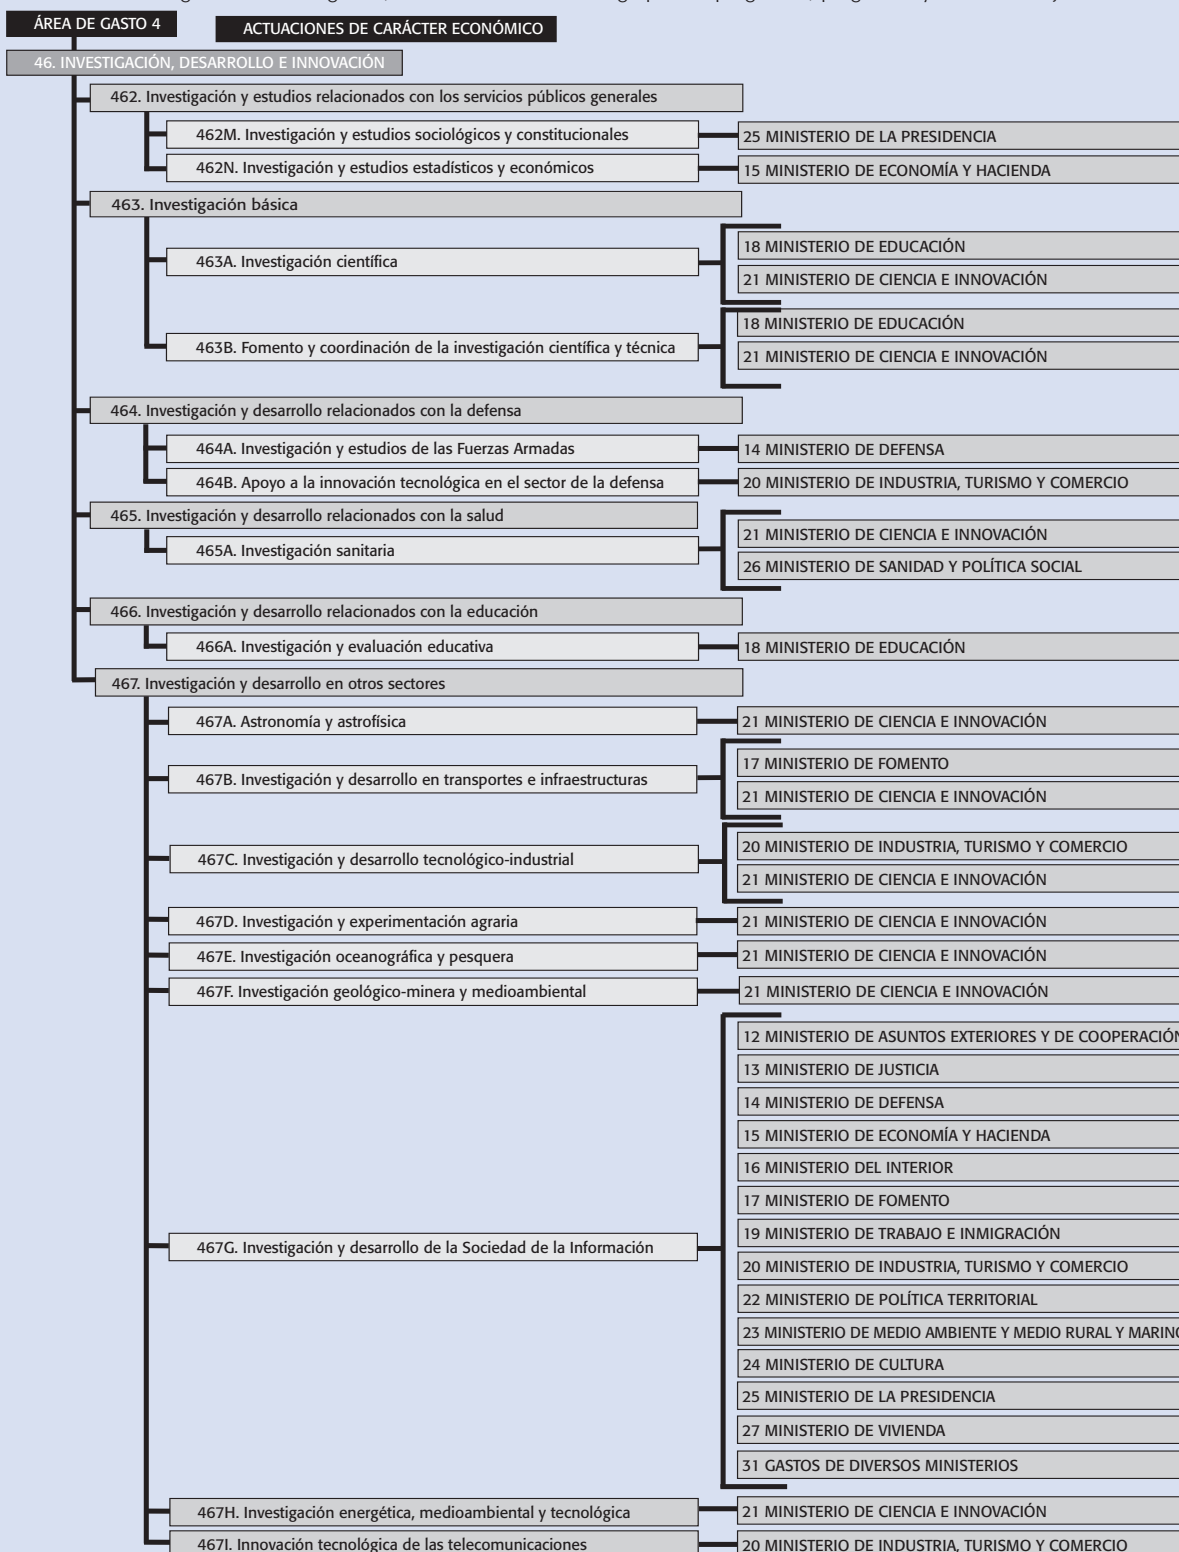 ÁREA DE GASTO 4
ACTUACIONES DE CARÁCTER ECONÓMICO
46. INVESTIGACIÓN, DESARROLLO E INNOVACIÓN
462. Investigación y estudios relacionados con los servicios públicos generales
462M. Investigación y estudios sociológicos y constitucionales
25 MINISTERIO DE LA PRESIDENCIA
462N. Investigación y estudios estadísticos y económicos
15 MINISTERIO DE ECONOMÍA Y HACIENDA
463. Investigación básica
463A. Investigación científica
18 MINISTERIO DE EDUCACIÓN
21 MINISTERIO DE CIENCIA E INNOVACIÓN
463B. Fomento y coordinación de la investigación científica y técnica
18 MINISTERIO DE EDUCACIÓN
21 MINISTERIO DE CIENCIA E INNOVACIÓN
464. Investigación y desarrollo relacionados con la defensa
464A. Investigación y estudios de las Fuerzas Armadas
14 MINISTERIO DE DEFENSA
464B. Apoyo a la innovación tecnológica en el sector de la defensa
20 MINISTERIO DE INDUSTRIA, TURISMO Y COMERCIO
465. Investigación y desarrollo relacionados con la salud
465A. Investigación sanitaria
21 MINISTERIO DE CIENCIA E INNOVACIÓN
26 MINISTERIO DE SANIDAD Y POLÍTICA SOCIAL
466. Investigación y desarrollo relacionados con la educación
466A. Investigación y evaluación educativa
18 MINISTERIO DE EDUCACIÓN
467. Investigación y desarrollo en otros sectores
467A. Astronomía y astrofísica
21 MINISTERIO DE CIENCIA E INNOVACIÓN
467B. Investigación y desarrollo en transportes e infraestructuras
17 MINISTERIO DE FOMENTO
21 MINISTERIO DE CIENCIA E INNOVACIÓN
467C. Investigación y desarrollo tecnológico-industrial
20 MINISTERIO DE INDUSTRIA, TURISMO Y COMERCIO
21 MINISTERIO DE CIENCIA E INNOVACIÓN
467D. Investigación y experimentación agraria
21 MINISTERIO DE CIENCIA E INNOVACIÓN
467E. Investigación oceanográfica y pesquera
21 MINISTERIO DE CIENCIA E INNOVACIÓN
467F. Investigación geológico-minera y medioambiental
21 MINISTERIO DE CIENCIA E INNOVACIÓN
467G. Investigación y desarrollo de la Sociedad de la Información
12 MINISTERIO DE ASUNTOS EXTERIORES Y DE COOPERACIÓN
13 MINISTERIO DE JUSTICIA
14 MINISTERIO DE DEFENSA
15 MINISTERIO DE ECONOMÍA Y HACIENDA
16 MINISTERIO DEL INTERIOR
17 MINISTERIO DE FOMENTO
19 MINISTERIO DE TRABAJO E INMIGRACIÓN
20 MINISTERIO DE INDUSTRIA, TURISMO Y COMERCIO
22 MINISTERIO DE POLÍTICA TERRITORIAL
23 MINISTERIO DE MEDIO AMBIENTE Y MEDIO RURAL Y MARINO
24 MINISTERIO DE CULTURA
25 MINISTERIO DE LA PRESIDENCIA
27 MINISTERIO DE VIVIENDA
31 GASTOS DE DIVERSOS MINISTERIOS
467H. Investigación energética, medioambiental y tecnológica
21 MINISTERIO DE CIENCIA E INNOVACIÓN
467I. Innovación tecnológica de las telecomunicaciones
20 MINISTERIO DE INDUSTRIA, TURISMO Y COMERCIO